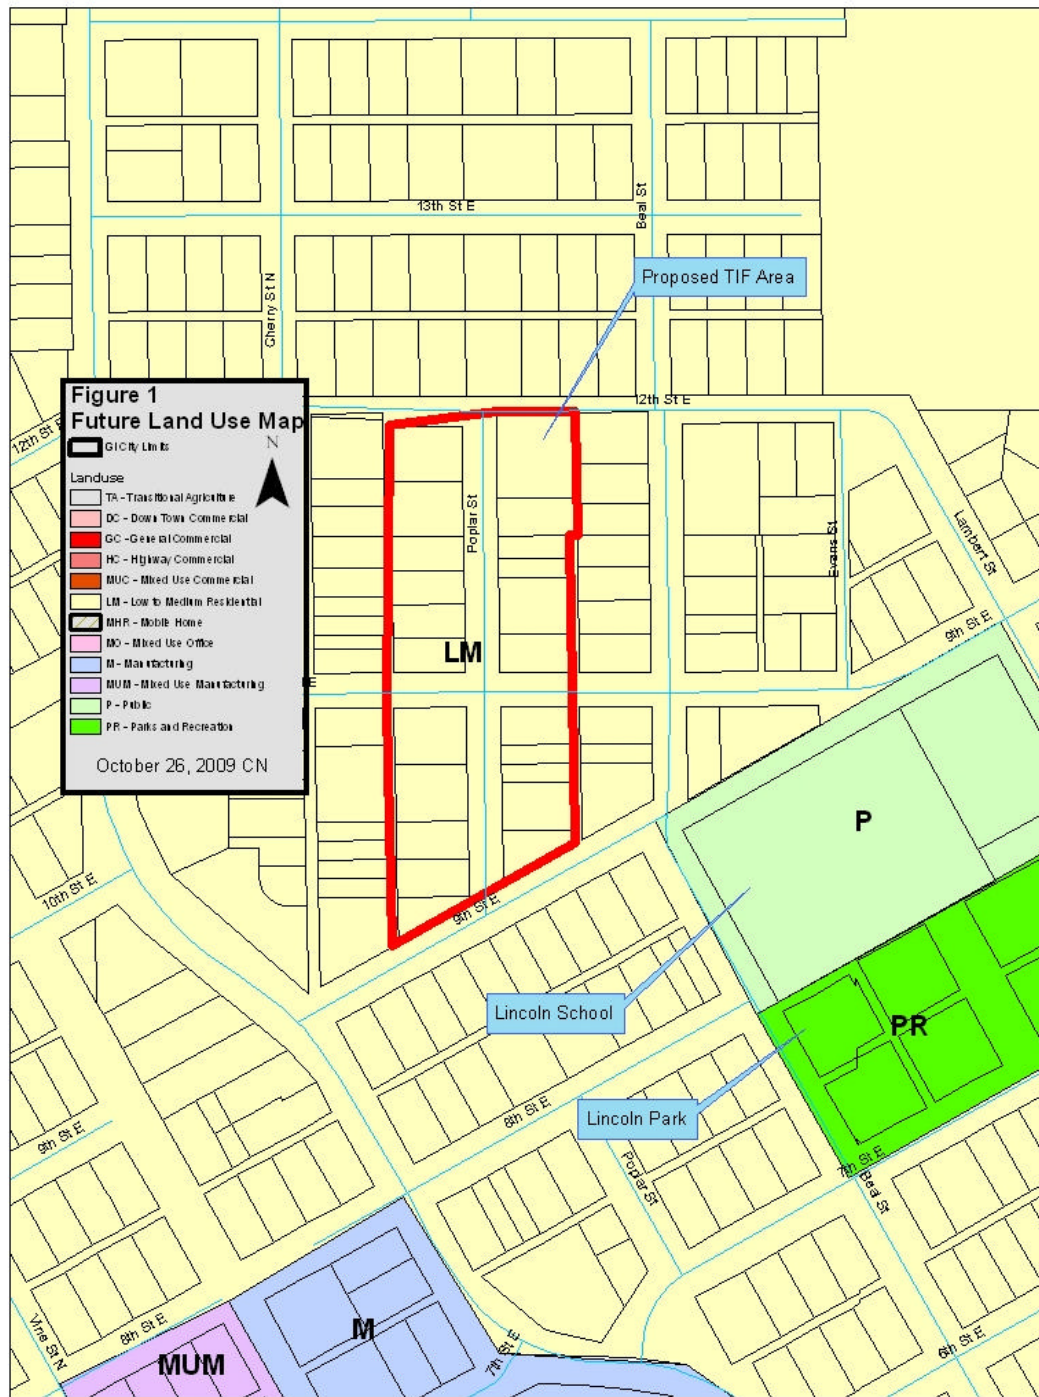 13th St E
Beal St
Proposed TIF Area
Cherry St N
12th St E
12th St E
Figure 1
Future Land Use Map
GI City Limits
N
Landuse
TA - Transitional Agriculture
DC - Down Town Commercial
GC - General Commercial
HC - Highway Commercial
MUC - Mixed Use Commercial
LM - Low to Medium Residential
MHR - Mobile Home
MO - Mixed Use Office
M - Manufacturing
MUM - Mixed Use Manufacturing
P - Public
PR - Parks and Recreation
October 26, 2009 CN
Poplar St
Evans St
Lambert St
9th St E
LM
E
P
10th St E
9th St E
Lincoln School
PR
Lincoln Park
8th St E
9th St E
Poplar St
7th St E
Beal St
Vine St N
8th St E
M
MUM
7th St E
6th St E